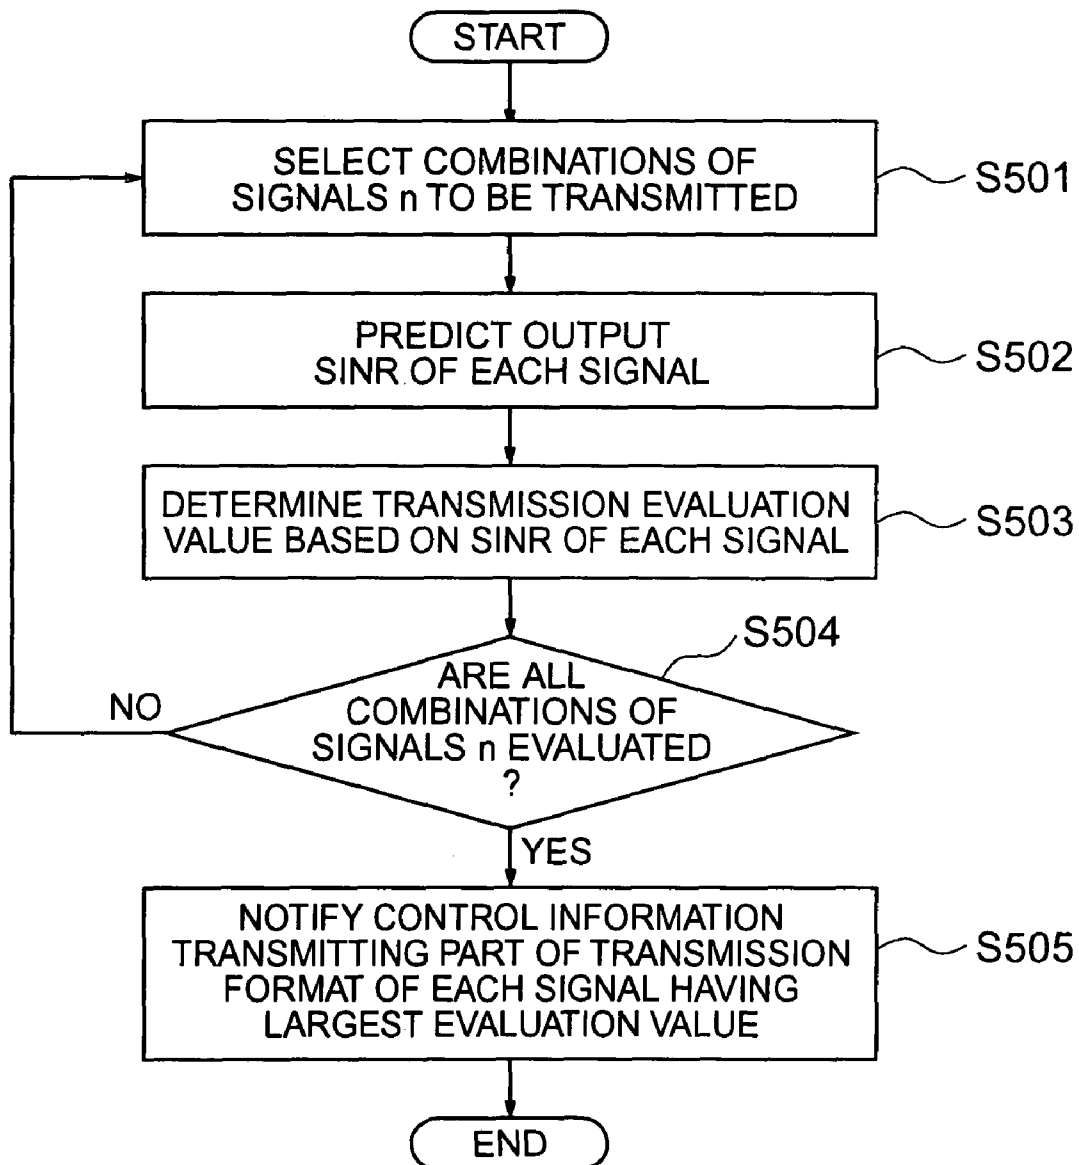 START
SELECT COMBINATIONS OF
SIGNALS n TO BE TRANSMITTED
S501
PREDICT OUTPUT
SINR OF EACH SIGNAL
S502
DETERMINE TRANSMISSION EVALUATION
VALUE BASED ON SINR OF EACH SIGNAL
S503
S504
ARE ALL
COMBINATIONS OF
SIGNALS n EVALUATED
?
NO
YES
NOTIFY CONTROL INFORMATION
TRANSMITTING PART OF TRANSMISSION
FORMAT OF EACH SIGNAL HAVING
LARGEST EVALUATION VALUE
S505
END